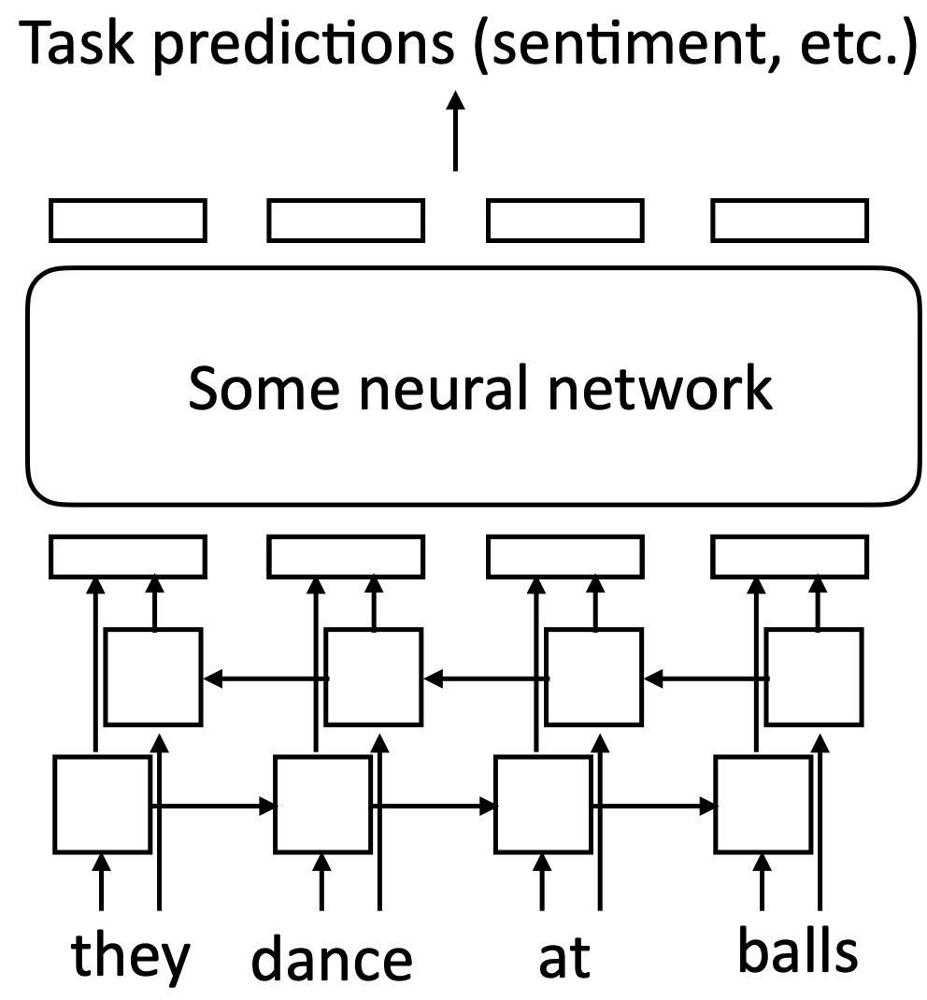 Task predictions (sentiment, etc.)
Some neural network
they dance at balls